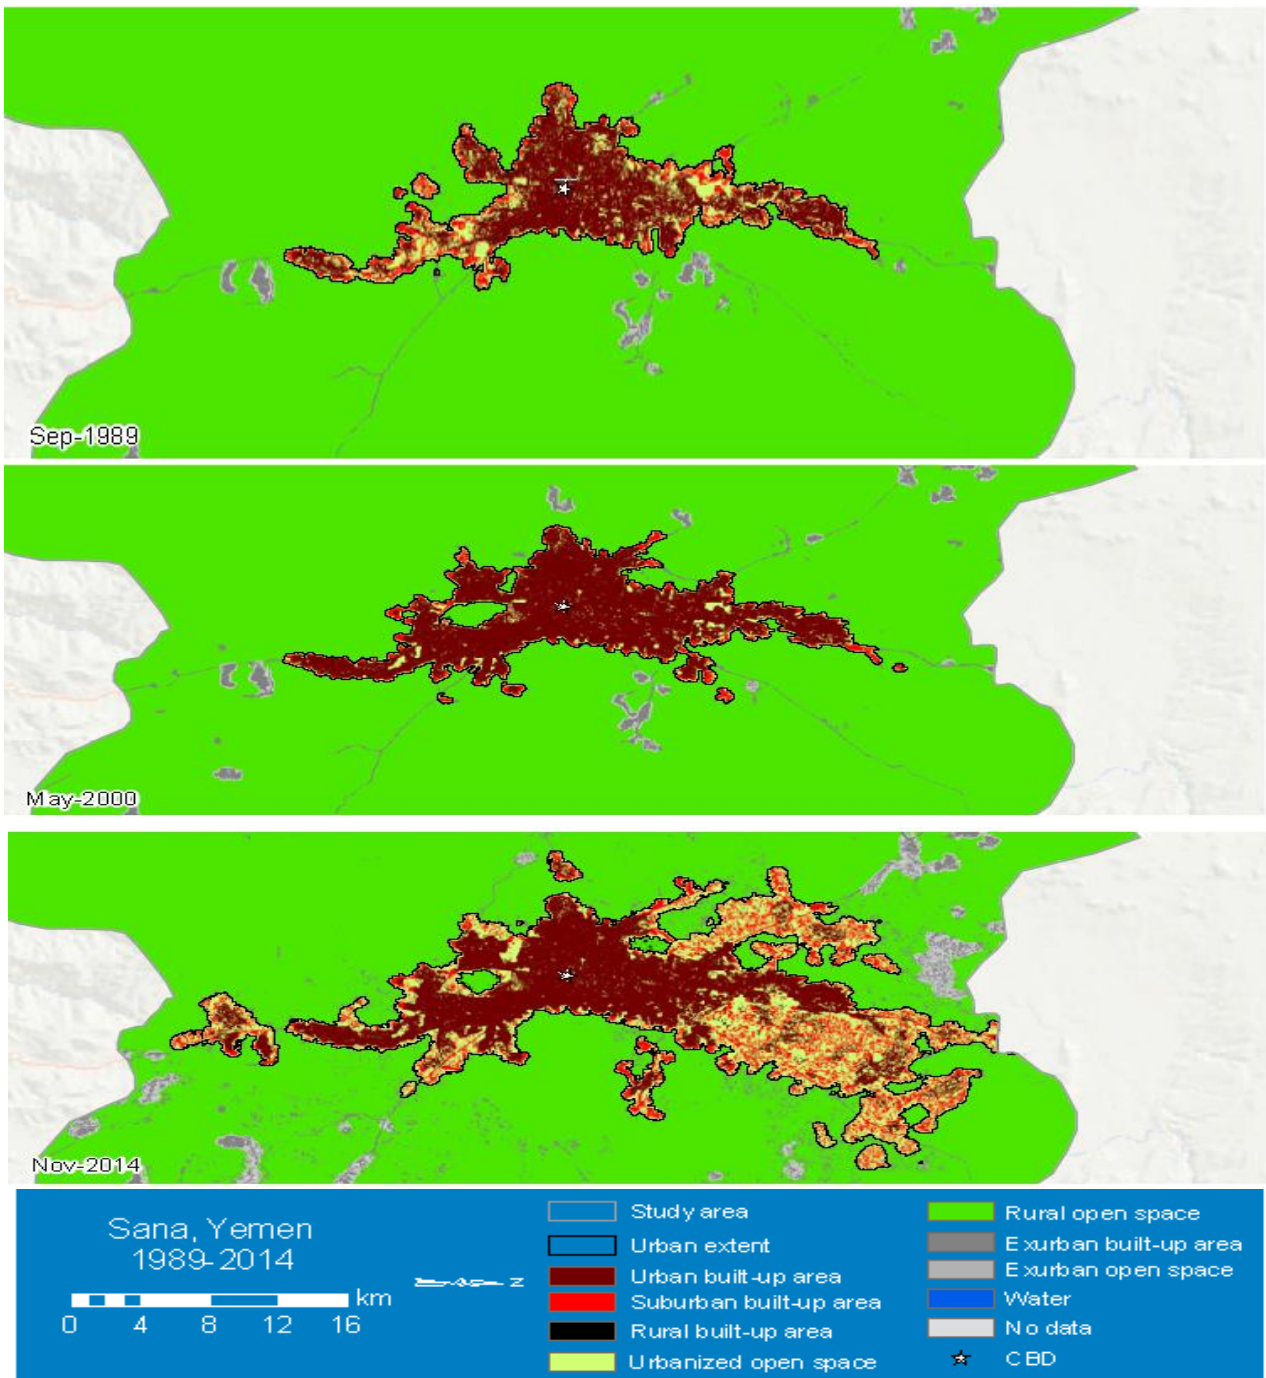 Sep-1989
May-2000
Nov-2014
Sana, Yemen
1989-2014
km
0 4 8 12 16
z
Study area
Urban extent
Urban built-up area
Suburban built-up area
Rural built-up area
Urbanized open space
Rural open space
Exurban built-up area
Exurban open space
Water
No data
CBD